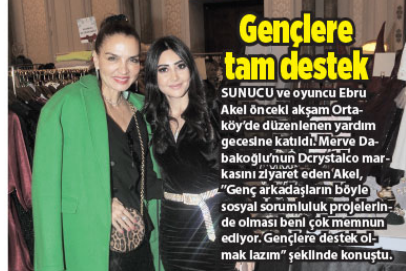 Gençlere
tam destek
SUNUCU ve oyuncu Ebru
Akel önceki akşam Orta-
köy'de düzenlenen yardım
gecesine katıldı. Merve Da-
bakoğlu'nun Dcrystalco mar-
kasını ziyaret eden Akel,
"Genç arkadaşların böyle
sosyal sorumluluk projelerin-
de olması beni çok memnun
ediyor. Gençlere destek ol-
mak lazım" şeklinde konuştu.